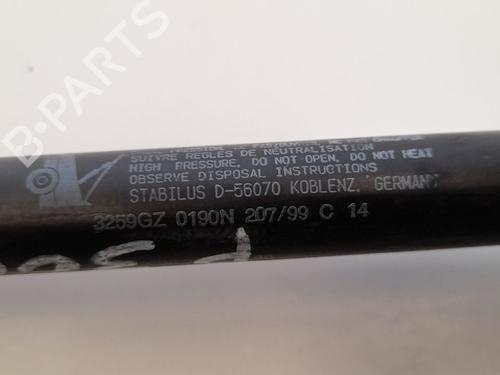 SUIVRE REGLES DE NEUTRALISATION
HIGH PRESSURE, DO NOT OPEN, DO NOT HEAT
OBSERVE DISPOSAL INSTRUCTIONS
STABILUS D-56070 KOBLENZ, GERMANY
3259GZ 0190N 207/99 C 14